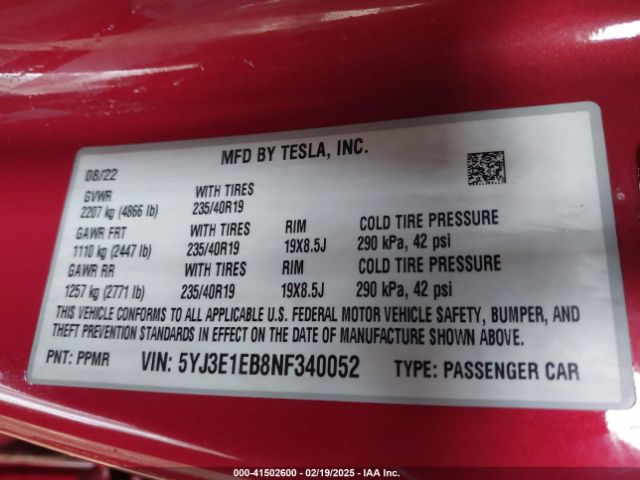 MFD BY TESLA, INC.
08/22
GVWR WITH TIRES
2207 kg (4866 lb) 235/40R19
GAWR FRT WITH TIRES RIM COLD TIRE PRESSURE
1110 kg (2447 lb) 235/40R19 19X8.5J 290 kPa, 42 psi
GAWR RR WITH TIRES RIM COLD TIRE PRESSURE
1257 kg (2771 lb) 235/40R19 19X8.5J 290 kPa, 42 psi
THIS VEHICLE CONFORMS TO ALL APPLICABLE U.S. FEDERAL MOTOR VEHICLE SAFETY, BUMPER, AND
THEFT PREVENTION STANDARDS IN EFFECT ON THE DATE OF MANUFACTURE SHOWN ABOVE.
PNT: PPMR VIN: 5YJ3E1EB8NF340052 TYPE: PASSENGER CAR
000-41502600 - 02/19/2025 - IAA Inc.